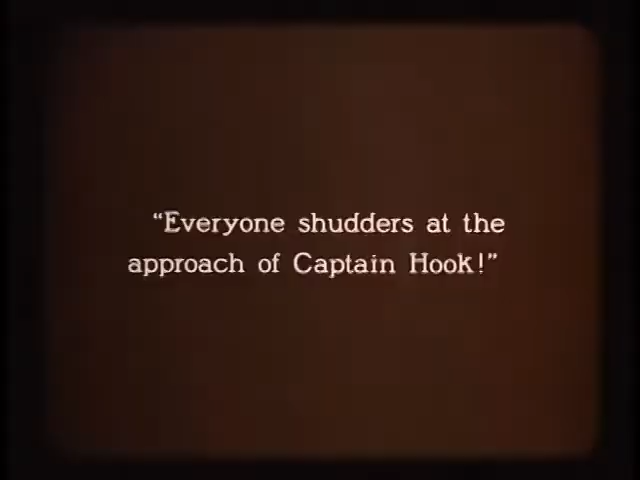 “Everyone shudders at the
approach of Captain Hook!”